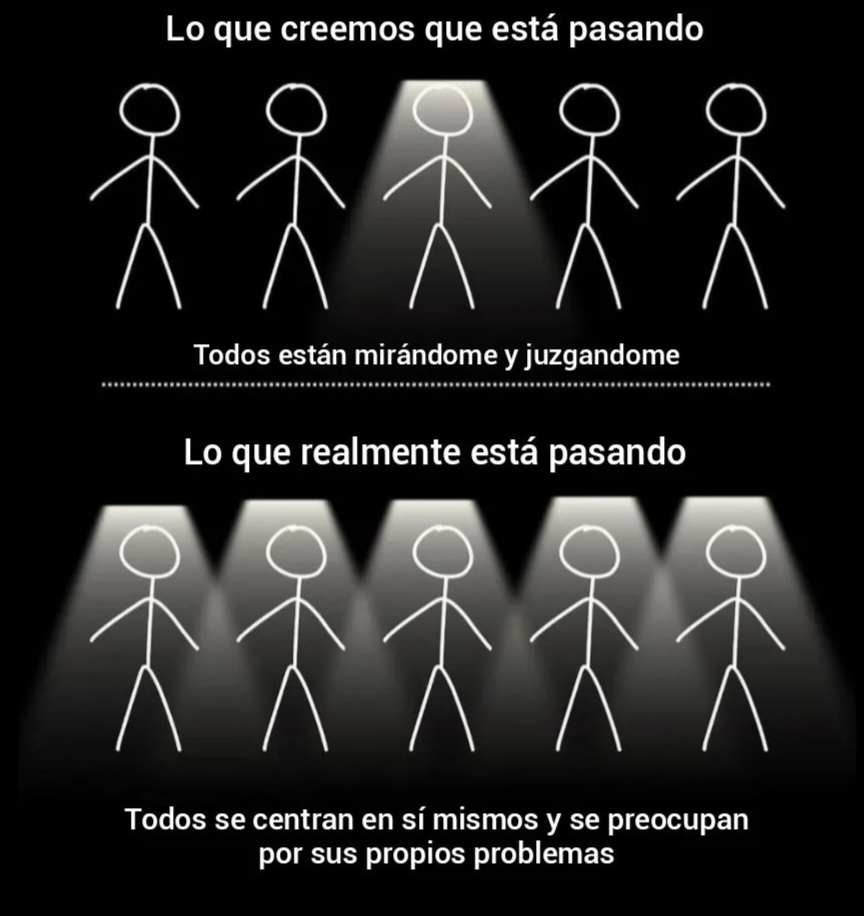 Lo que creemos que está pasando
Todos están mirándome y juzgandome
Lo que realmente está pasando
Todos se centran en sí mismos y se preocupan
por sus propios problemas